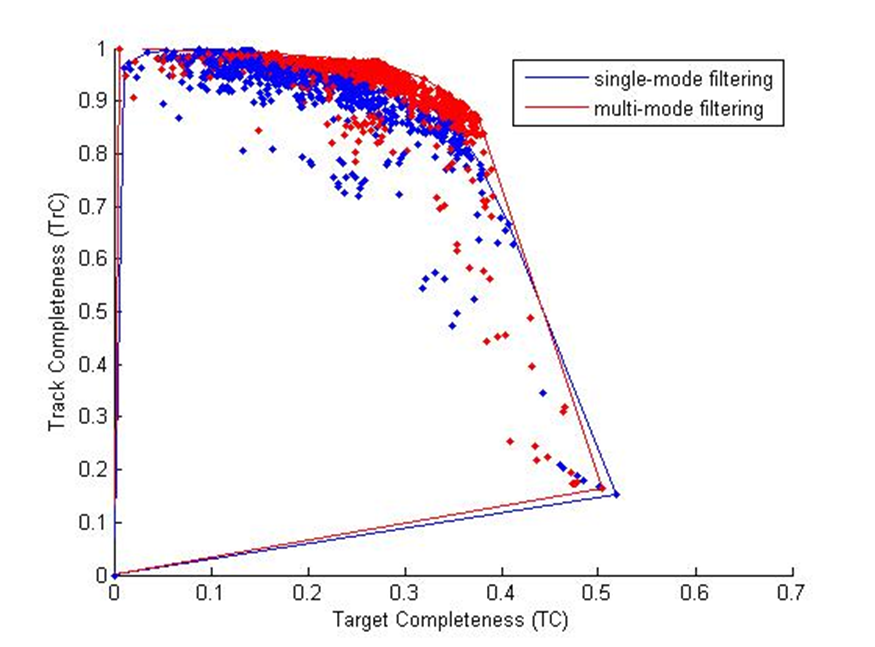 single-mode filtering
multi-mode filtering
1
0.9
0.8
0.7
0.6
0.5
0.4
0.3
0.2
0.1
0
Track Completeness (TrC)
0 0.1 0.2 0.3 0.4 0.5 0.6 0.7
Target Completeness (TC)